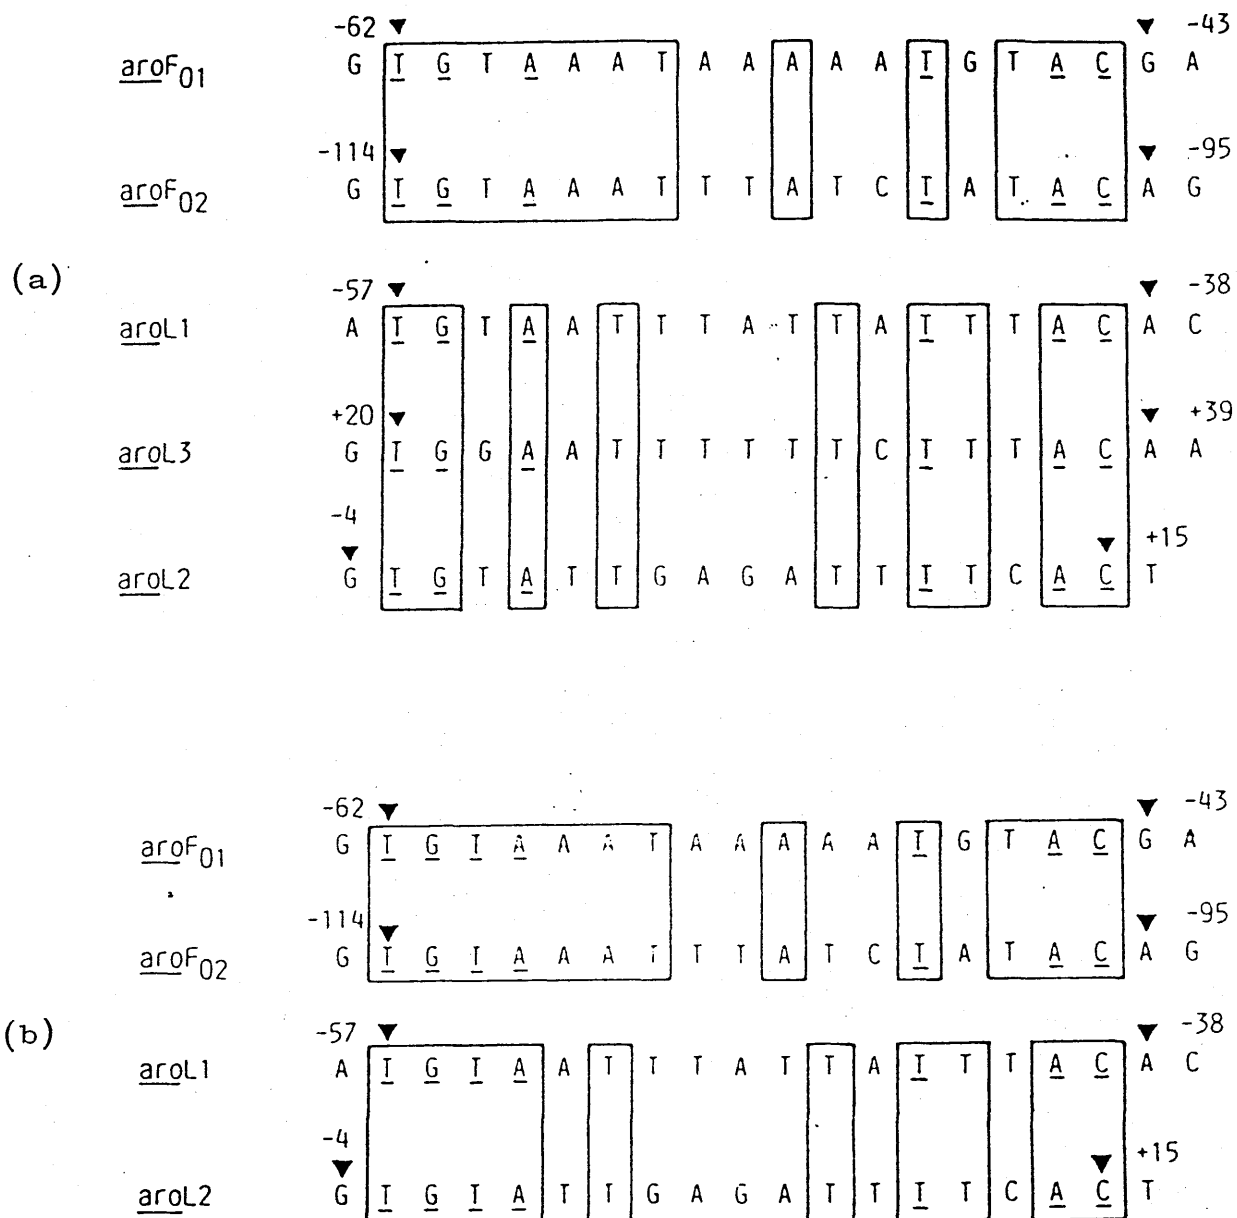 -62 ▼ ▼ -43
aroF01 G T G T A A A T A A A A A T G T A C G A
-114 ▼ ▼ -95
aroF02 G T G T A A A T T T A T C T A T A C A G
(a)
-57 ▼ ▼ -38
aroL1 A T G T A A T T T A T T A T T T A C A C
+20 ▼ ▼ +39
aroL3 G T G G A A T T T T T T C T T T A C A A
-4 ▼ ▼ +15
aroL2 G T G T A T T G A G A T T T T C A C T
-62 ▼ ▼ -43
aroF01 G T G T A A A T A A A A A T G T A C G A
-114 ▼ ▼ -95
aroF02 G T G T A A A T T T A T C T A T A C A G
(b)
-57 ▼ ▼ -38
aroL1 A T G T A A T T T A T T A T T T A C A C
-4 ▼ ▼ +15
aroL2 G T G T A T T G A G A T T T T C A C T